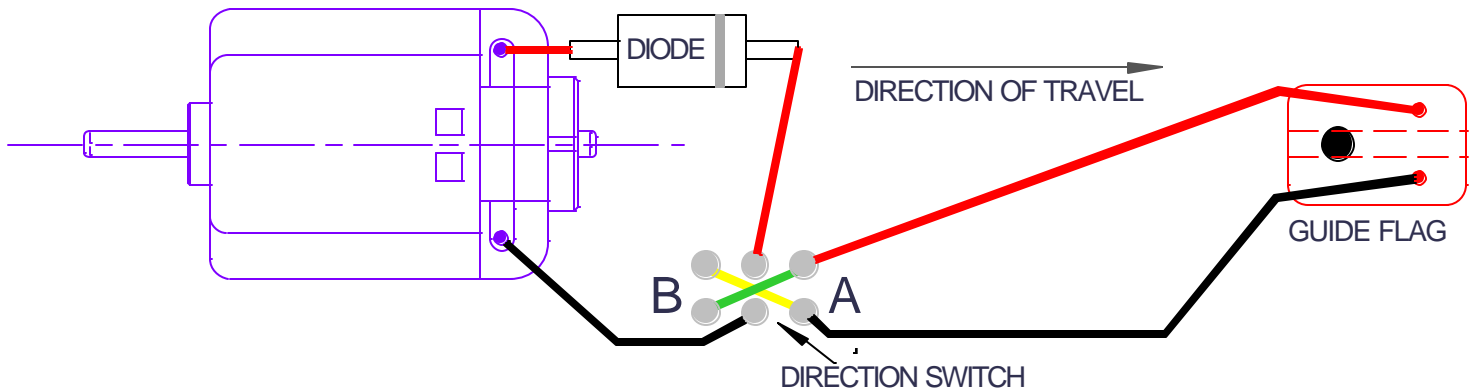 DIODE
DIRECTION OF TRAVEL
GUIDE FLAG
B
A
DIRECTION SWITCH